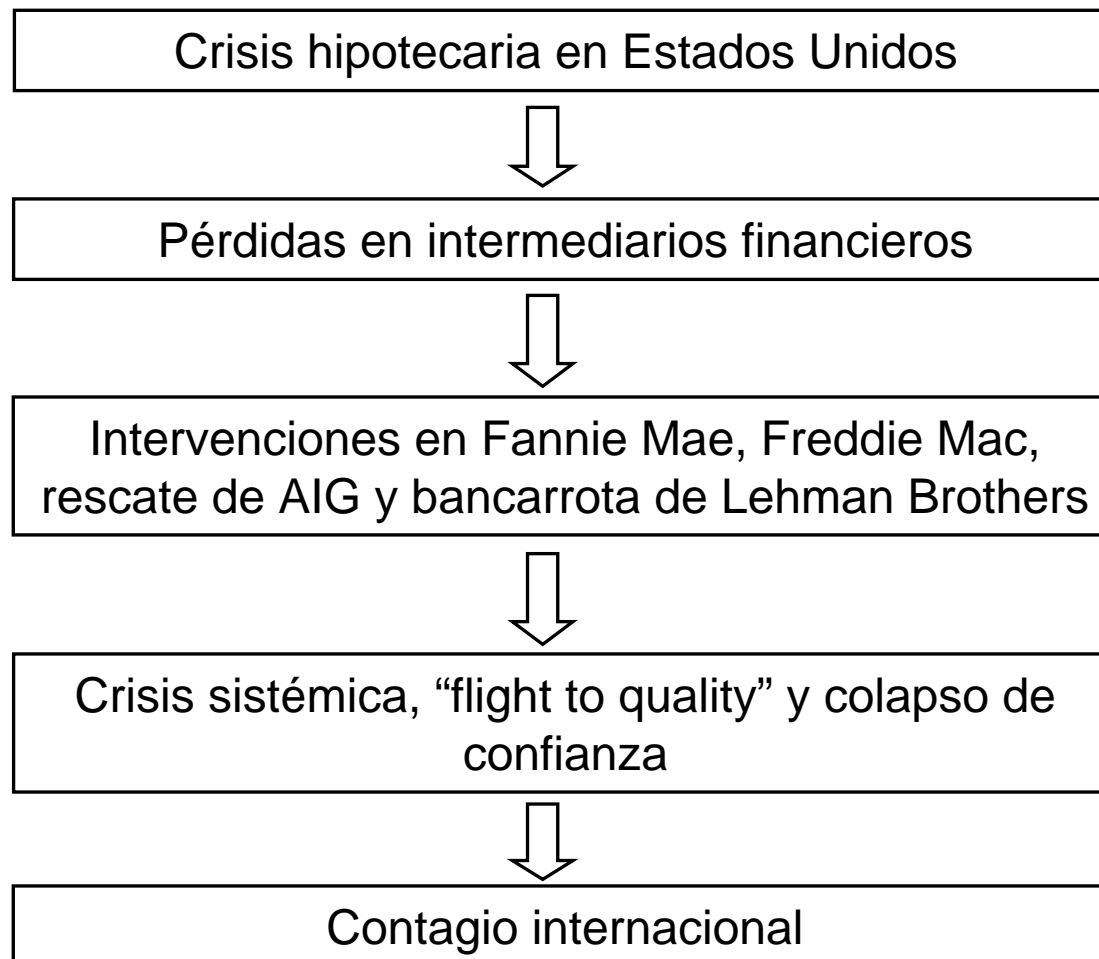 Crisis hipotecaria en Estados Unidos
Pérdidas en intermediarios financieros
Intervenciones en Fannie Mae, Freddie Mac,
rescate de AIG y bancarrota de Lehman Brothers
Crisis sistémica, “flight to quality” y colapso de
confianza
Contagio internacional